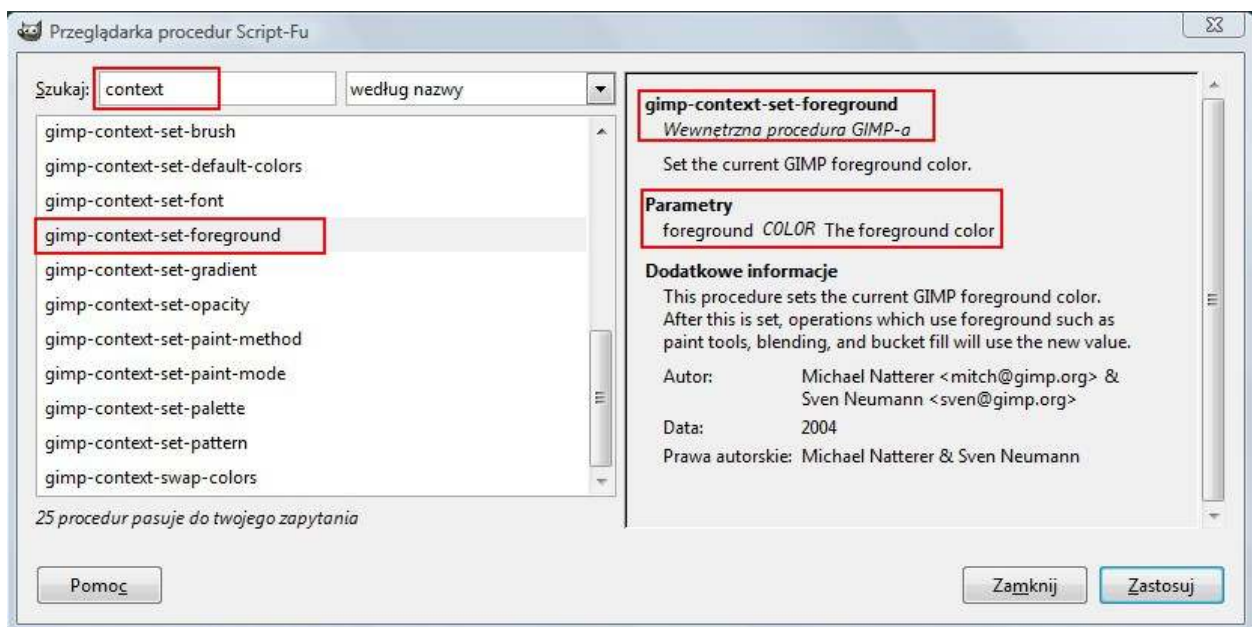 Przeglądarka procedur Script-Fu
Szukaj: context według nazwy
gimp-context-set-brush
gimp-context-set-default-colors
gimp-context-set-font
gimp-context-set-foreground
gimp-context-set-gradient
gimp-context-set-opacity
gimp-context-set-paint-method
gimp-context-set-paint-mode
gimp-context-set-palette
gimp-context-set-pattern
gimp-context-swap-colors
25 procedur pasuje do twojego zapytania
gimp-context-set-foreground
Wewnętrzna procedura GIMP-a
Set the current GIMP foreground color.
Parametry
foreground COLOR The foreground color
Dodatkowe informacje
This procedure sets the current GIMP foreground color.
After this is set, operations which use foreground such as
paint tools, blending, and bucket fill will use the new value.
Autor: Michael Natterer <mitch@gimp.org> &
Sven Neumann <sven@gimp.org>
Data: 2004
Prawa autorskie: Michael Natterer & Sven Neumann
Pomoc Zamknij Zastosuj